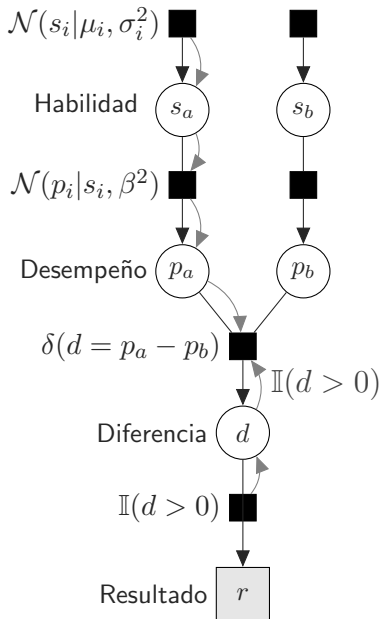 𝒩(s_i|μ_i, σ_i^2)
Habilidad s_a s_b
𝒩(p_i|s_i, β^2)
Desempeño p_a p_b
δ(d = p_a − p_b)
𝕀(d > 0)
Diferencia d
𝕀(d > 0)
Resultado r